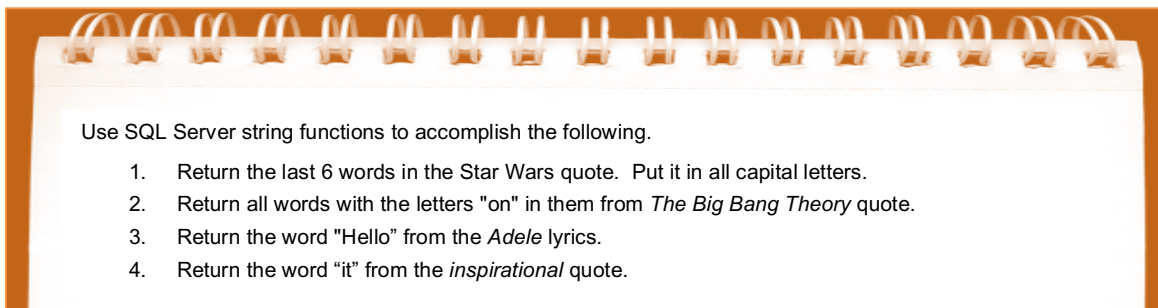 Use SQL Server string functions to accomplish the following.
1. Return the last 6 words in the Star Wars quote.  Put it in all capital letters.
2. Return all words with the letters "on" in them from The Big Bang Theory quote.
3. Return the word "Hello” from the Adele lyrics.
4. Return the word “it” from the inspirational quote.